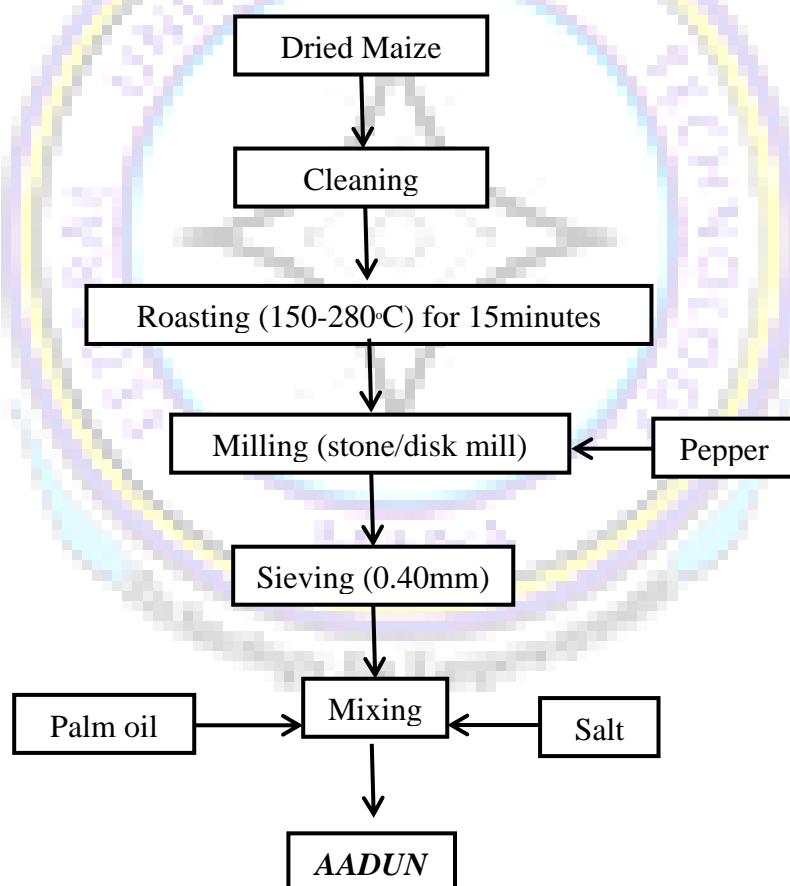 Dried Maize
Cleaning
Roasting (150-280°C) for 15minutes
Milling (stone/disk mill)
Pepper
Sieving (0.40mm)
Palm oil
Mixing
Salt
AADUN